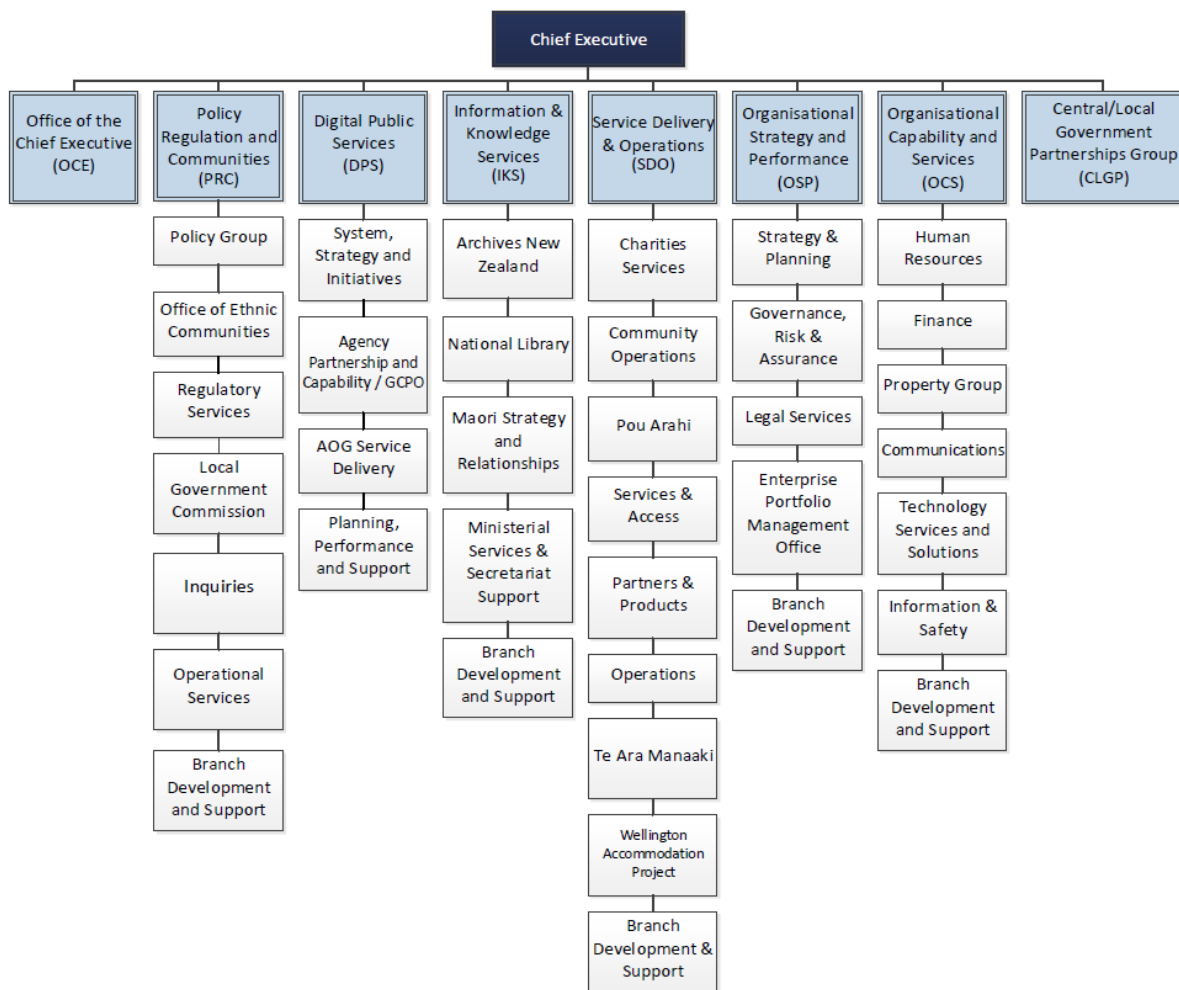 Chief Executive
Office of the
Chief Executive
(OCE)
Policy
Regulation and
Communities
(PRC)
Digital Public
Services
(DPS)
Information &
Knowledge
Services
(IKS)
Service Delivery
& Operations
(SDO)
Organisational
Strategy and
Performance
(OSP)
Organisational
Capability and
Services
(OCS)
Central/Local
Government
Partnerships Group
(CLGP)
Policy Group
Office of Ethnic
Communities
Regulatory
Services
Local
Government
Commission
Inquiries
Operational
Services
Branch
Development
and Support
System,
Strategy and
Initiatives
Agency
Partnership and
Capability / GCPO
AOG Service
Delivery
Planning,
Performance
and Support
Archives New
Zealand
National Library
Maori Strategy
and
Relationships
Ministerial
Services &
Secretariat
Support
Branch
Development
and Support
Charities
Services
Community
Operations
Pou Arahi
Services &
Access
Partners &
Products
Operations
Te Ara Manaaki
Wellington
Accommodation
Project
Branch
Development &
Support
Strategy &
Planning
Governance,
Risk &
Assurance
Legal Services
Enterprise
Portfolio
Management
Office
Branch
Development
and Support
Human
Resources
Finance
Property Group
Communications
Technology
Services and
Solutions
Information &
Safety
Branch
Development
and Support